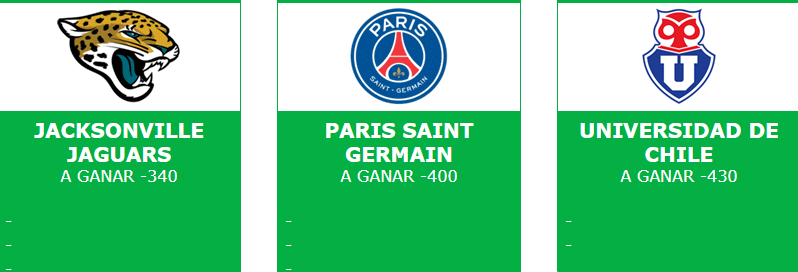 PARIS
SAINT - GERMAIN
U
JACKSONVILLE
JAGUARS
A GANAR -340
–
–
–
PARIS SAINT
GERMAIN
A GANAR -400
–
–
–
UNIVERSIDAD DE
CHILE
A GANAR -430
–
–